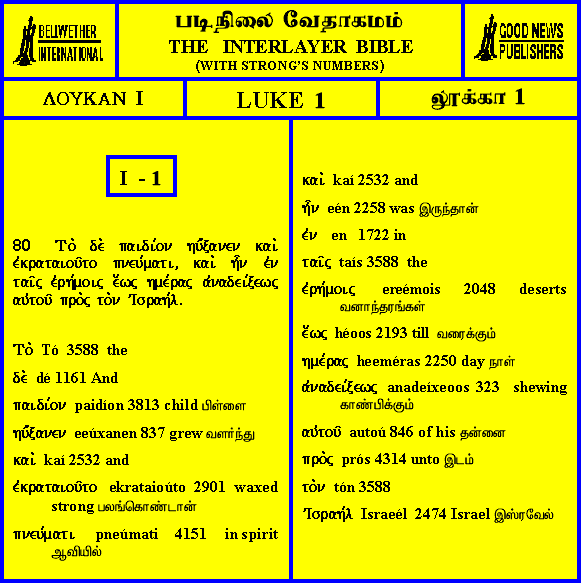 BELLWETHER
INTERNATIONAL
படிநிலை வேதாகமம்
THE INTERLAYER BIBLE
(WITH STRONG'S NUMBERS)
GOOD NEWS
PUBLISHERS
ΛΟΥΚΑΝ Ι
LUKE 1
லூக்கா 1
I - 1
80 Τὸ δὲ παιδίον ηὔξανεν καὶ
ἐκραταιοῦτο πνεύματι, καὶ ἦν ἐν
ταῖς ἐρήμοις ἕως ημέρας ἀναδείξεως
αὐτοῦ πρὸς τὸν Ἰσραήλ.
Τὸ Tó 3588 the
δὲ dé 1161 And
παιδίον paidíon 3813 child பிள்ளை
ηὔξανεν eeúxanen 837 grew வளர்ந்து
καὶ kaí 2532 and
ἐκραταιοῦτο ekrataioúto 2901 waxed
strong பலங்கொண்டான்
πνεύματι pneúmati 4151 in spirit
ஆவியில்
καὶ kaí 2532 and
ἦν eén 2258 was இருந்தான்
ἐν en 1722 in
ταῖς taís 3588 the
ἐρήμοις ereémois 2048 deserts
வனாந்தரங்கள்
ἕως héoos 2193 till வரைக்கும்
ημέρας heeméras 2250 day நாள்
ἀναδείξεως anadeíxeoos 323 shewing
காண்பிக்கும்
αὐτοῦ autoú 846 of his தன்னை
πρὸς prós 4314 unto இடம்
τὸν tón 3588
Ἰσραήλ Israeél 2474 Israel இஸ்ரவேல்